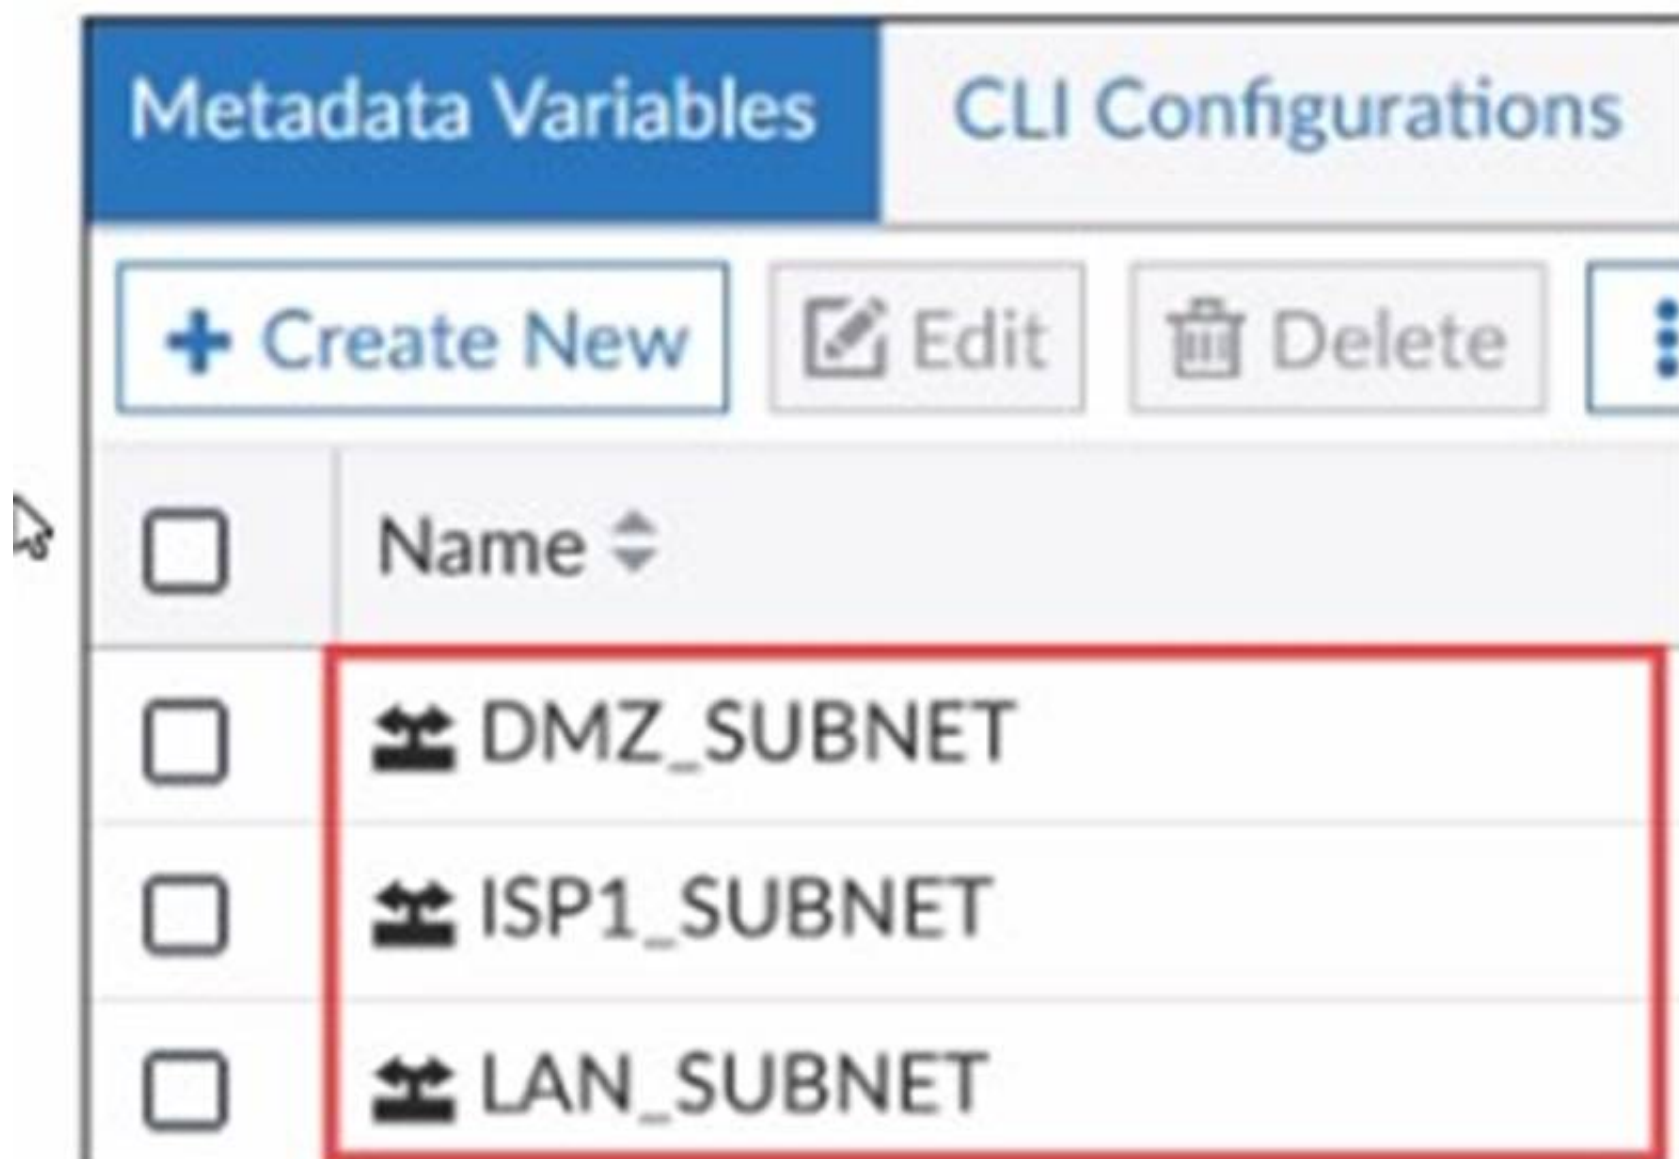 Metadata Variables CLI Configurations
Create New Edit Delete
Name
DMZ_SUBNET
ISP1_SUBNET
LAN_SUBNET